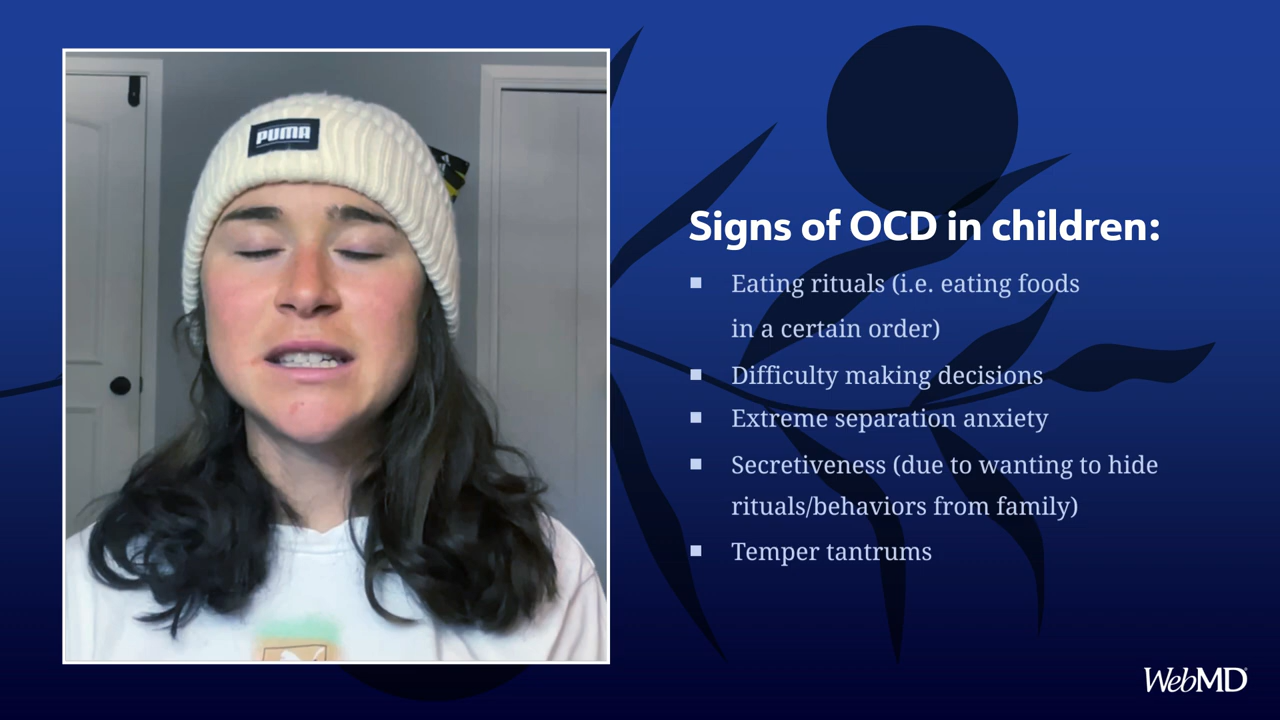 PUMA
Signs of OCD in children:
Eating rituals (i.e. eating foods
in a certain order)
Difficulty making decisions
Extreme separation anxiety
Secretiveness (due to wanting to hide
rituals/behaviors from family)
Temper tantrums
WebMD